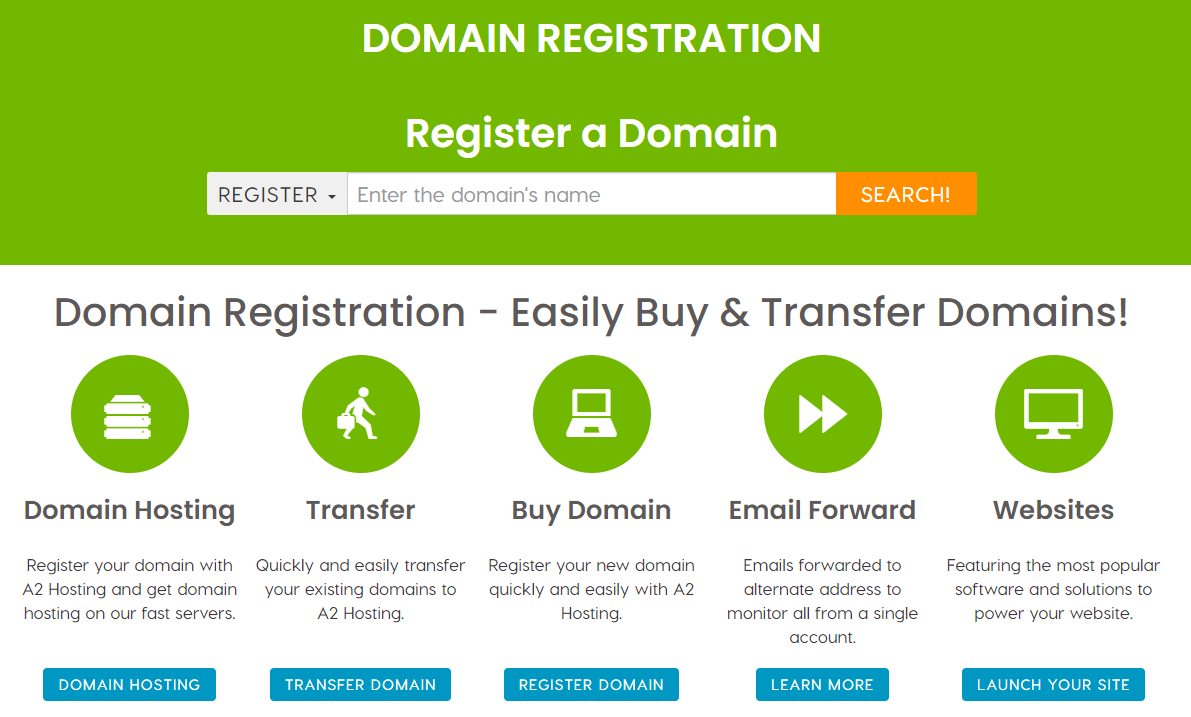 DOMAIN REGISTRATION
Register a Domain
REGISTER
Enter the domain's name
SEARCH!
Domain Registration - Easily Buy & Transfer Domains!
Domain Hosting
Register your domain with
A2 Hosting and get domain
hosting on our fast servers.
DOMAIN HOSTING
Transfer
Quickly and easily transfer
your existing domains to
A2 Hosting.
TRANSFER DOMAIN
Buy Domain
Register your new domain
quickly and easily with A2
Hosting.
REGISTER DOMAIN
Email Forward
Emails forwarded to
alternate address to
monitor all from a single
account.
LEARN MORE
Websites
Featuring the most popular
software and solutions to
power your website.
LAUNCH YOUR SITE